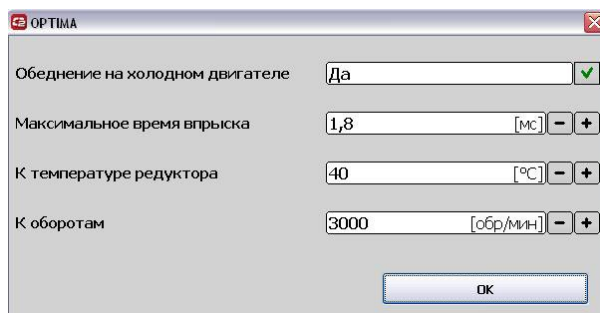 OPTIMA
Обеднение на холодном двигателе Да
Максимальное время впрыска 1,8 [мс] - +
К температуре редуктора 40 [°C] - +
К оборотам 3000 [обр/мин] - +
ОК